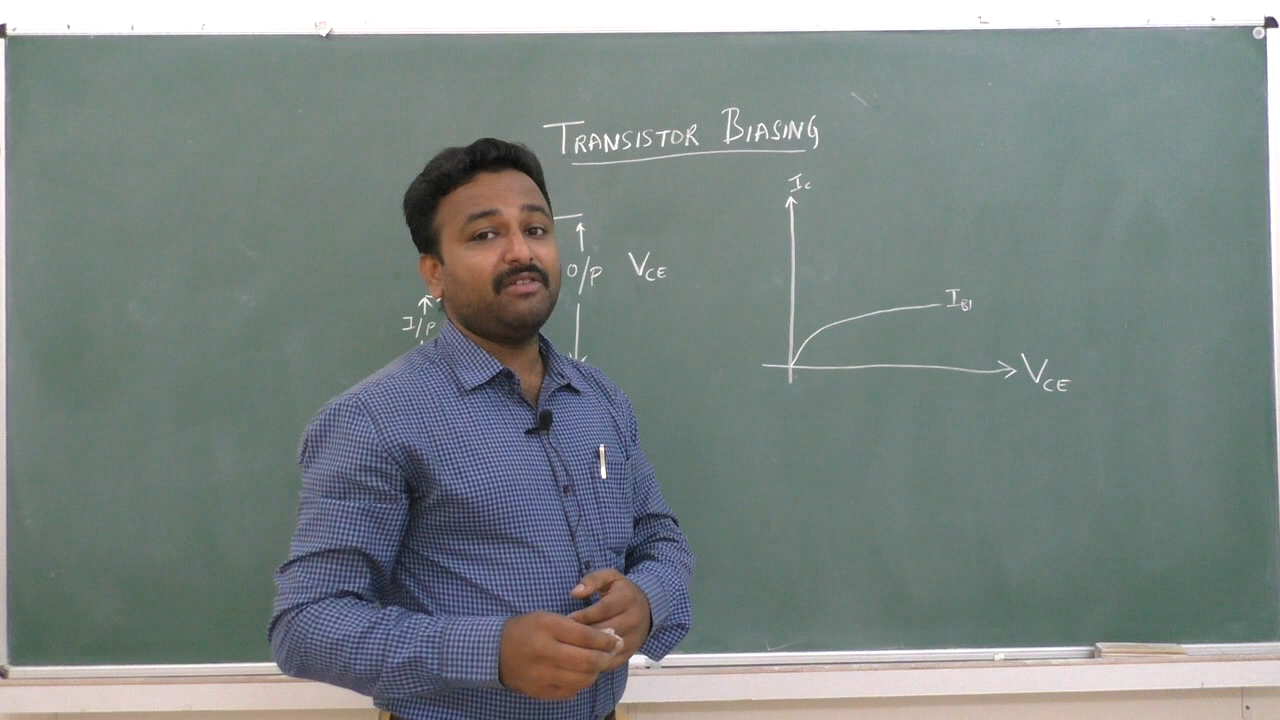 TRANSISTOR BIASING
Ic
O/P VCE
I/P
IB1
VCE